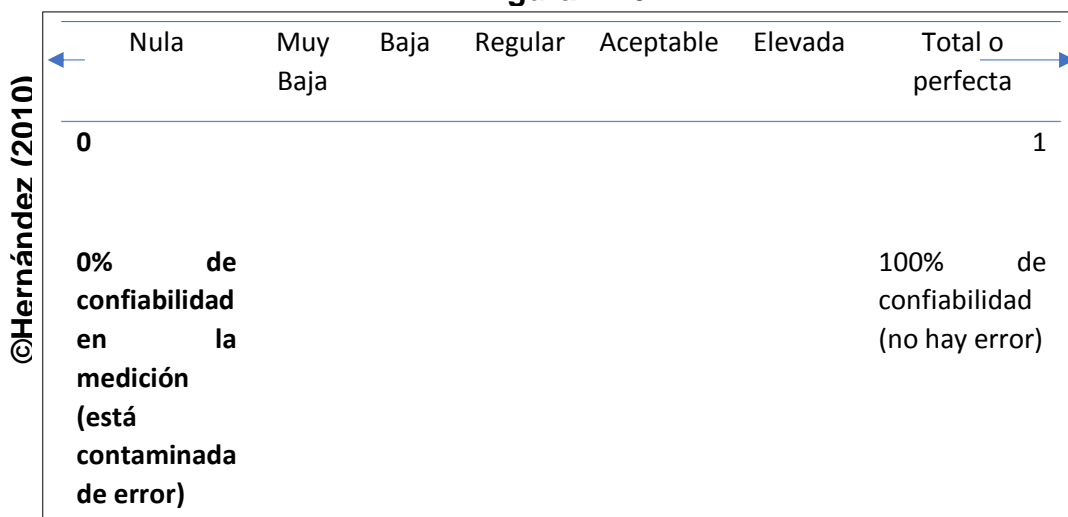 Nula Muy Baja Regular Aceptable Elevada Total o
Baja perfecta
0 1
0% de 100% de
confiabilidad confiabilidad
en la (no hay error)
medición
(está
contaminada
de error)
©Hernández (2010)